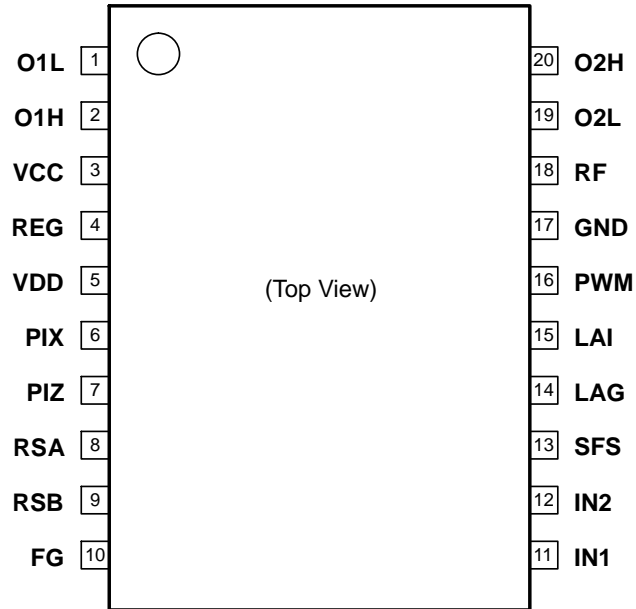 O1L 1 20 O2H
O1H 2 19 O2L
VCC 3 18 RF
REG 4 17 GND
VDD 5 (Top View) 16 PWM
PIX 6 15 LAI
PIZ 7 14 LAG
RSA 8 13 SFS
RSB 9 12 IN2
FG 10 11 IN1